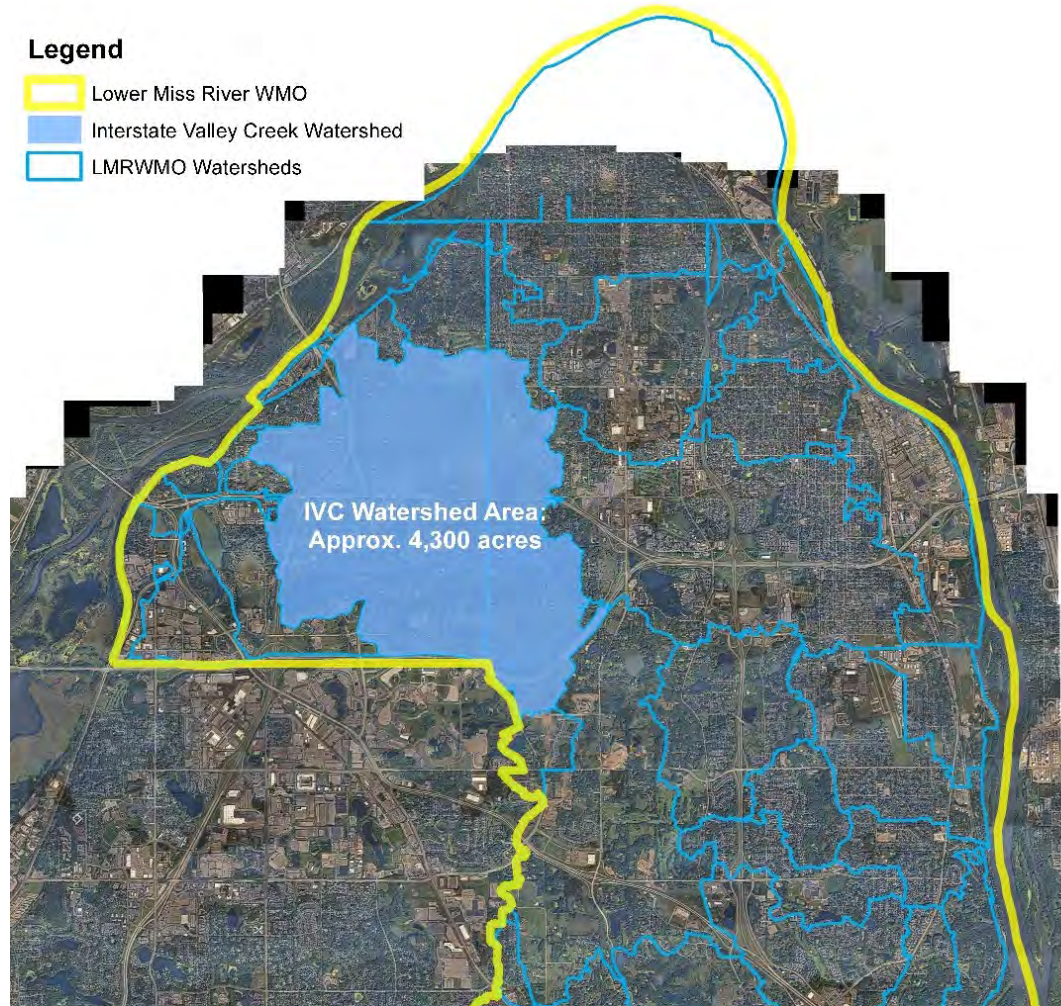 Legend
Lower Miss River WMO
Interstate Valley Creek Watershed
LMRWMO Watersheds
IVC Watershed Area:
Approx. 4,300 acres